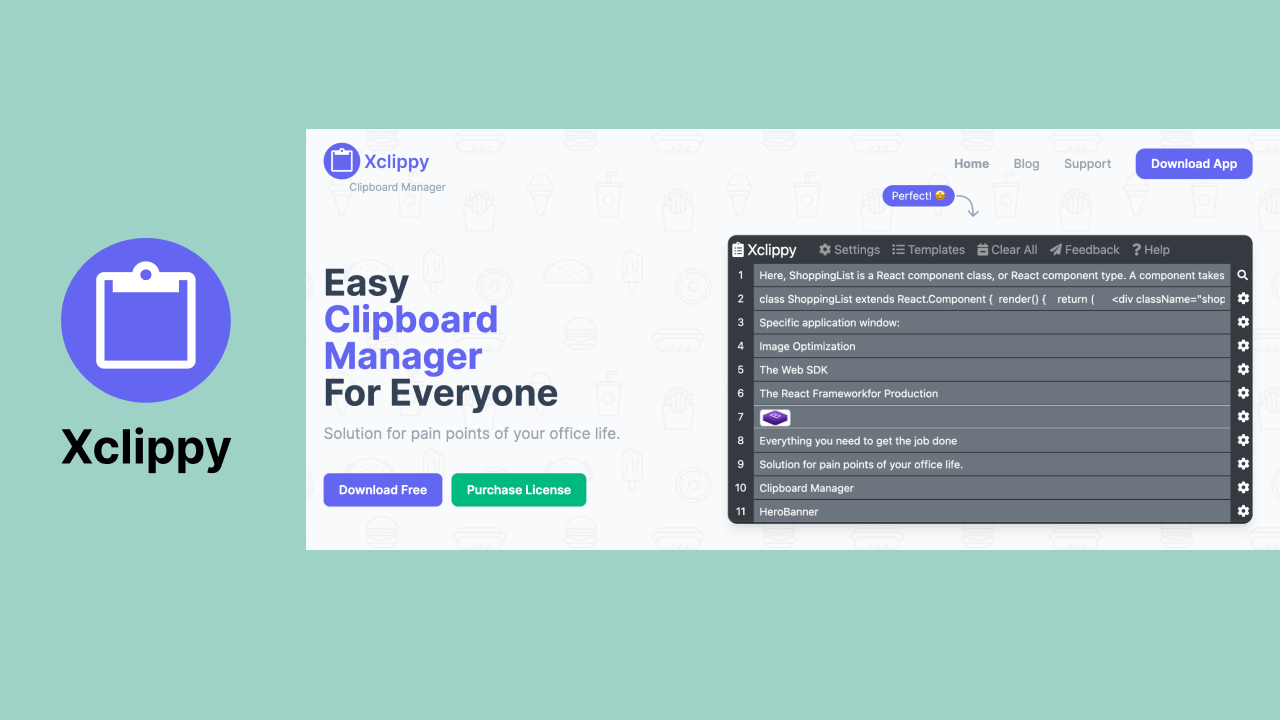 Xclippy
Xclippy
Clipboard Manager
Home Blog Support Download App
Perfect! 🤩
Easy
Clipboard
Manager
For Everyone
Solution for pain points of your office life.
Download Free Purchase License
Xclippy Settings Templates Clear All Feedback Help
1 Here, ShoppingList is a React component class, or React component type. A component takes
2 class ShoppingList extends React.Component { render() { return ( <div className="shop
3 Specific application window:
4 Image Optimization
5 The Web SDK
6 The React Frameworkfor Production
7
8 Everything you need to get the job done
9 Solution for pain points of your office life.
10 Clipboard Manager
11 HeroBanner